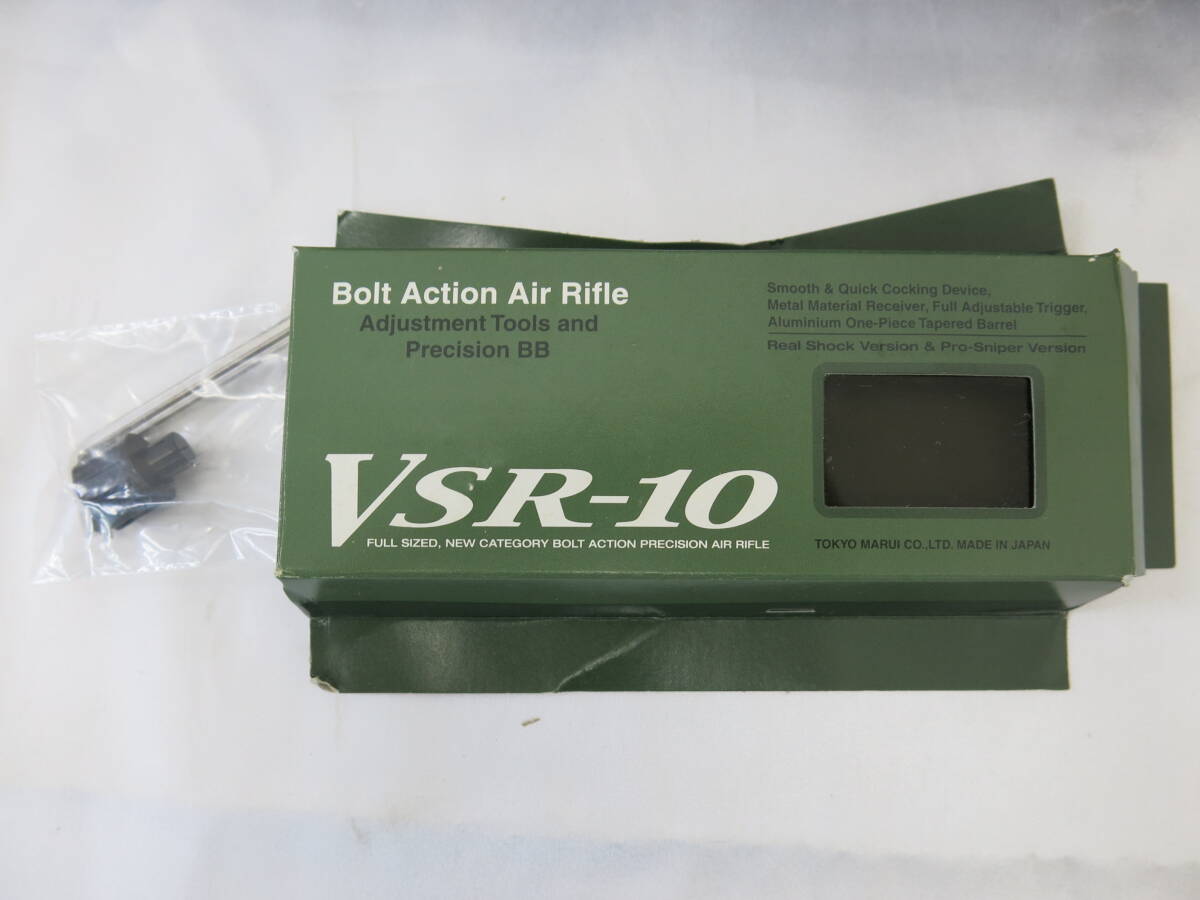 Bolt Action Air Rifle
Adjustment Tools and
Precision BB
Smooth & Quick Cocking Device,
Metal Material Receiver, Full Adjustable Trigger,
Aluminium One-Piece Tapered Barrel
Real Shock Version & Pro-Sniper Version
VSR-10
FULL SIZED, NEW CATEGORY BOLT ACTION PRECISION AIR RIFLE
TOKYO MARUI CO.,LTD. MADE IN JAPAN